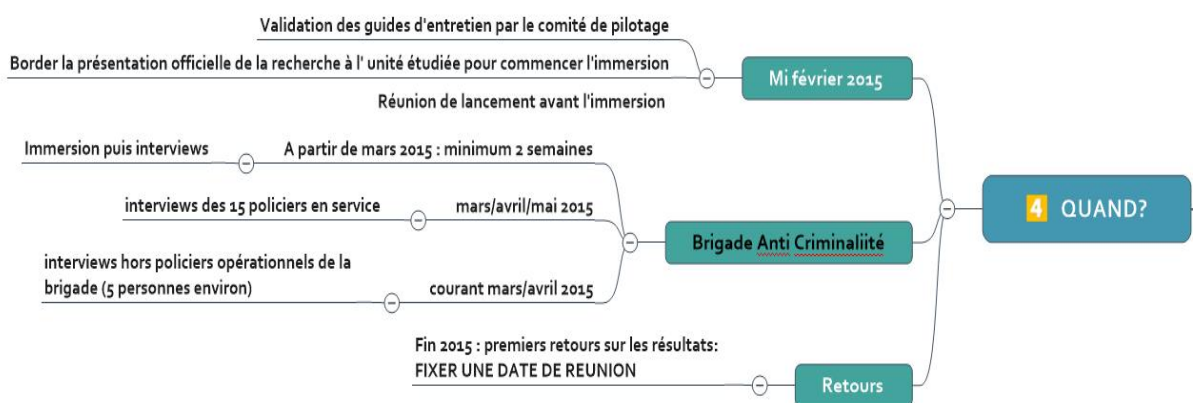 Validation des guides d'entretien par le comité de pilotage
Border la présentation officielle de la recherche à l' unité étudiée pour commencer l'immersion
Réunion de lancement avant l'immersion
Mi février 2015
Immersion puis interviews
A partir de mars 2015 : minimum 2 semaines
interviews des 15 policiers en service
mars/avril/mai 2015
interviews hors policiers opérationnels de la
brigade (5 personnes environ)
courant mars/avril 2015
Brigade Anti Criminaliité
Fin 2015 : premiers retours sur les résultats:
FIXER UNE DATE DE REUNION
Retours
4 QUAND?